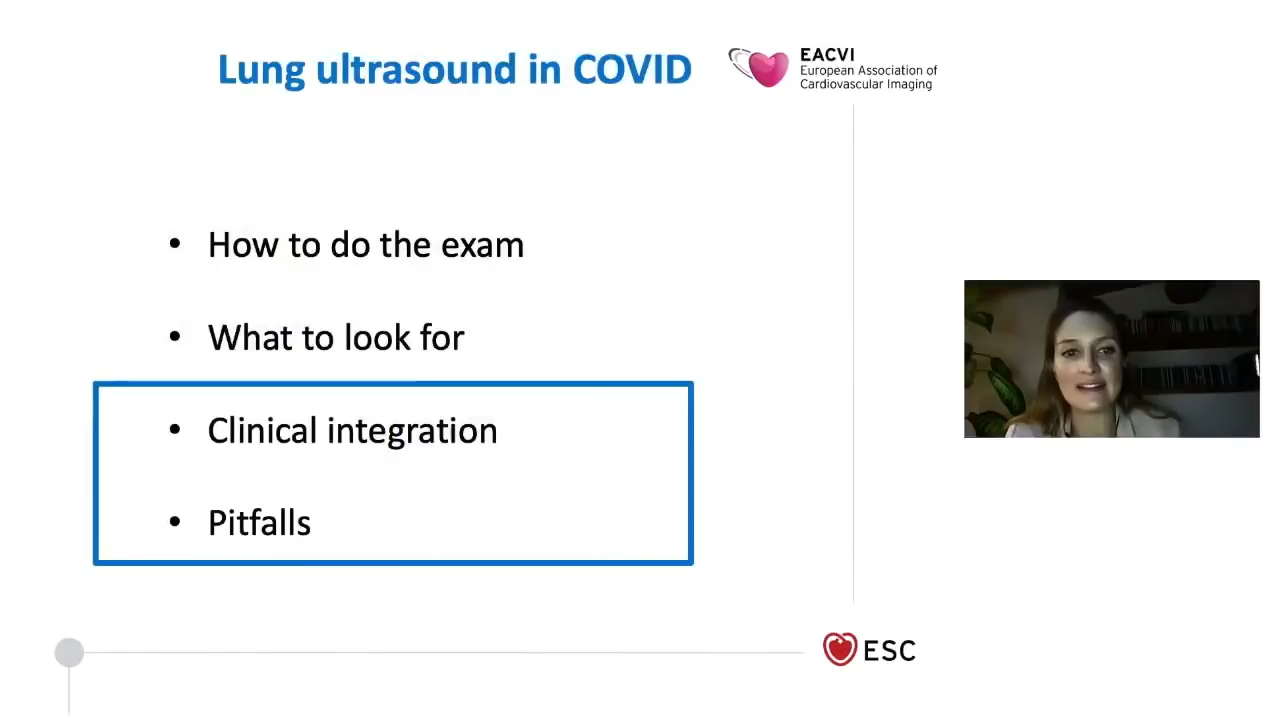 Lung ultrasound in COVID
EACVI
European Association of
Cardiovascular Imaging
• How to do the exam
• What to look for
• Clinical integration
• Pitfalls
ESC